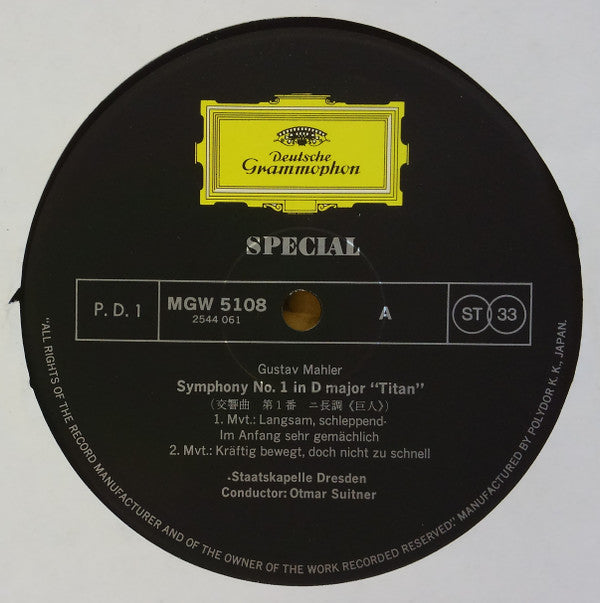 Deutsche
Grammophon
SPECIAL
P. D. 1
MGW 5108
2544 061
A
ST 33
Gustav Mahler
Symphony No. 1 in D major "Titan"
(交響曲 第1番 ニ長調《巨人》)
1. Mvt.: Langsam, schleppend-
Im Anfang sehr gemächlich
2. Mvt.: Kräftig bewegt, doch nicht zu schnell
Staatskapelle Dresden
Conductor: Otmar Suitner
"ALL RIGHTS OF THE RECORD MANUFACTURER AND OF THE OWNER OF THE WORK RECORDED RESERVED." MANUFACTURED BY POLYDOR K. K., JAPAN.